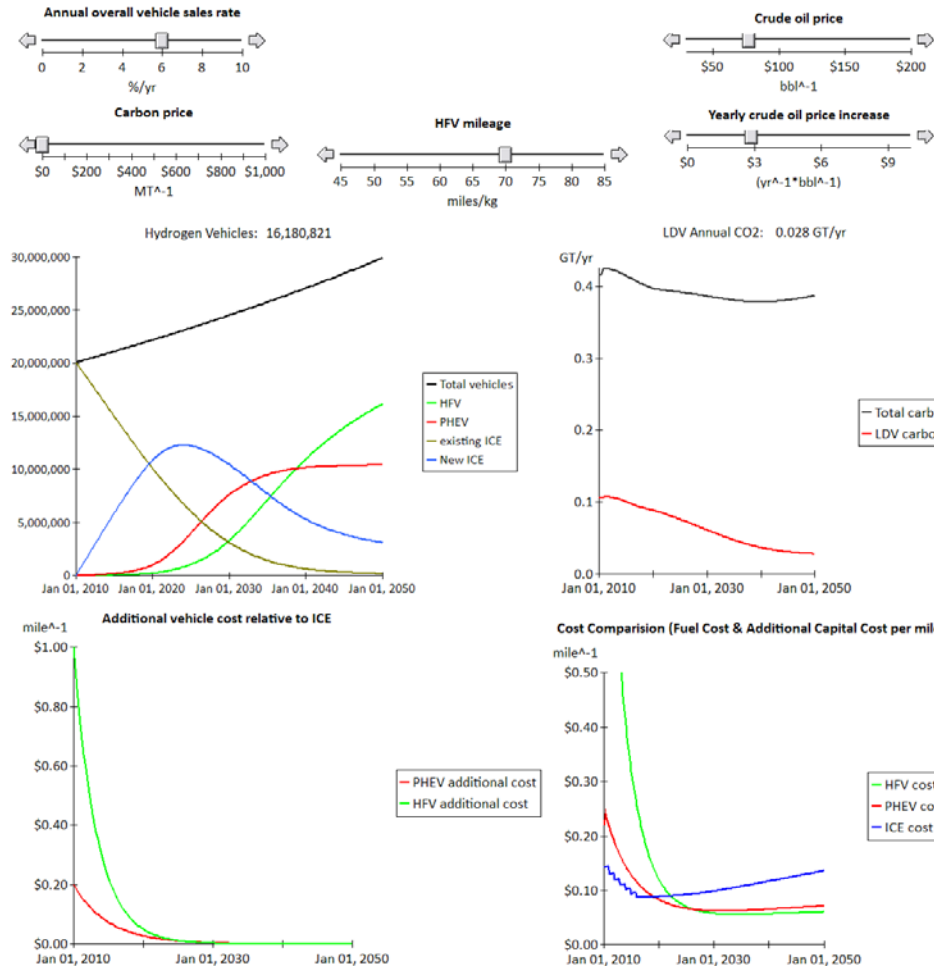 Annual overall vehicle sales rate
0 2 4 6 8 10
%/yr
Crude oil price
$50 $100 $150 $200
bbl^-1
Carbon price
$0 $200 $400 $600 $800 $1,000
MT^-1
HFV mileage
45 50 55 60 65 70 75 80 85
miles/kg
Yearly crude oil price increase
$0 $3 $6 $9
(yr^-1*bbl^-1)
Hydrogen Vehicles: 16,180,821
30,000,000
25,000,000
20,000,000
15,000,000
10,000,000
5,000,000
0
Jan 01, 2010 Jan 01, 2020 Jan 01, 2030 Jan 01, 2040 Jan 01, 2050
Total vehicles
HFV
PHEV
existing ICE
New ICE
LDV Annual CO2: 0.028 GT/yr
GT/yr
0.4
0.3
0.2
0.1
0.0
Jan 01, 2010 Jan 01, 2030 Jan 01, 2050
Total carb
LDV carbo
Additional vehicle cost relative to ICE
mile^-1
$1.00
$0.80
$0.60
$0.40
$0.20
$0.00
Jan 01, 2010 Jan 01, 2030 Jan 01, 2050
PHEV additional cost
HFV additional cost
Cost Comparision (Fuel Cost & Additional Capital Cost per mil
mile^-1
$0.50
$0.40
$0.30
$0.20
$0.10
$0.00
Jan 01, 2010 Jan 01, 2030 Jan 01, 2050
HFV cost
PHEV co
ICE cost